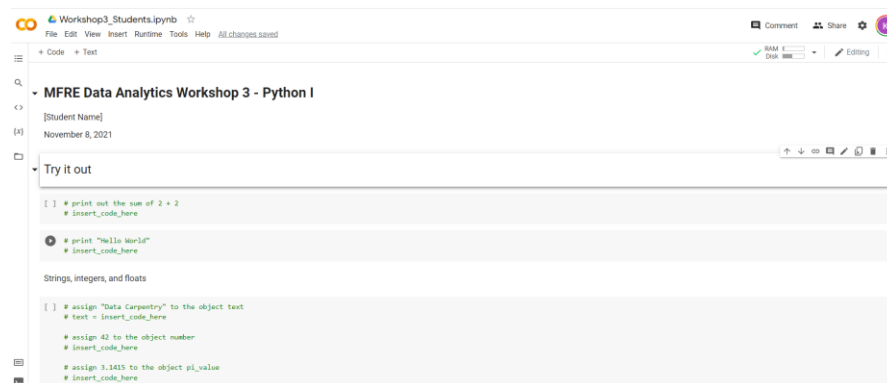 Workshop3_Students.ipynb
File Edit View Insert Runtime Tools Help All changes saved
Comment Share
+ Code + Text
RAM
Disk
Editing
MFRE Data Analytics Workshop 3 - Python I
[Student Name]
November 8, 2021
Try it out
[ ] # print out the sum of 2 + 2
# insert_code_here
# print "Hello World"
# insert_code_here
Strings, integers, and floats
[ ] # assign "Data Carpentry" to the object text
# text = insert_code_here
# assign 42 to the object number
# insert_code_here
# assign 3.1415 to the object pi_value
# insert_code_here